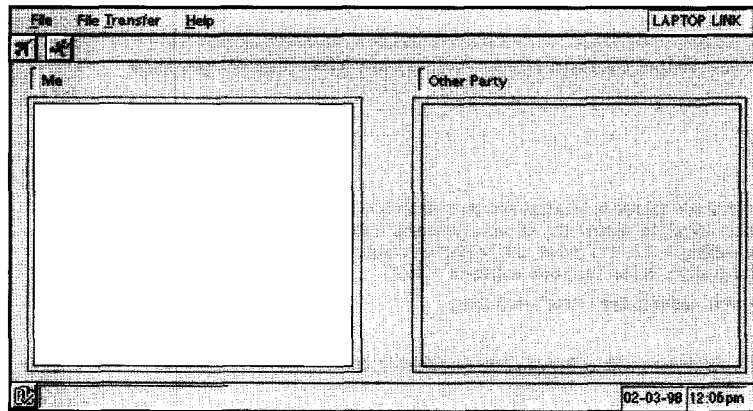 File File Transfer Help LAPTOP LINK
Me Other Party
02-03-98 12:05pm